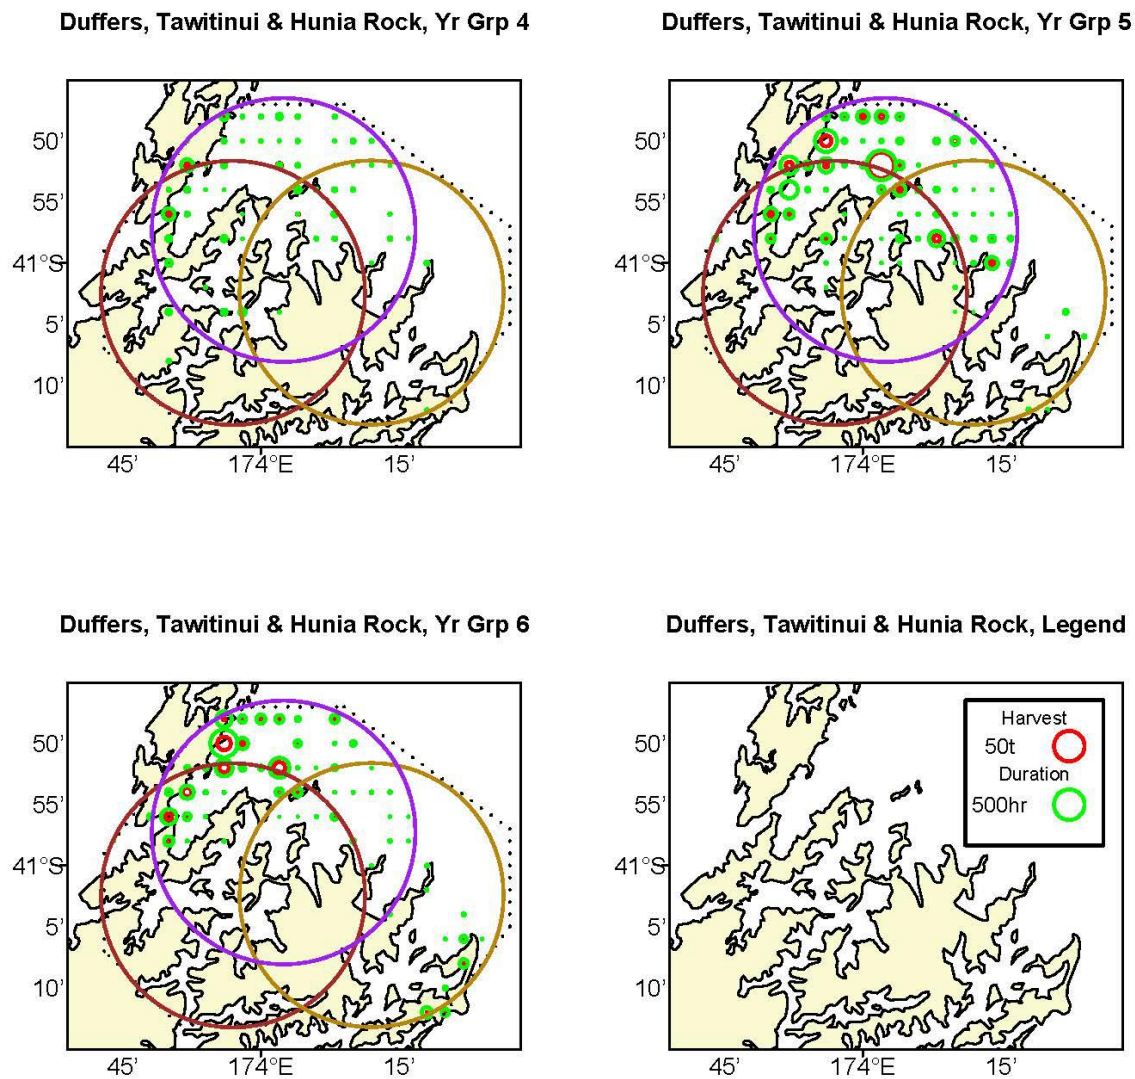 Duffers, Tawitinui & Hunia Rock, Yr Grp 4
50'
55'
41°S
5'
10'
45'
174°E
15'
Duffers, Tawitinui & Hunia Rock, Yr Grp 5
50'
55'
41°S
5'
10'
45'
174°E
15'
Duffers, Tawitinui & Hunia Rock, Yr Grp 6
50'
55'
41°S
5'
10'
45'
174°E
15'
Duffers, Tawitinui & Hunia Rock, Legend
Harvest
50t
Duration
500hr
50'
55'
41°S
5'
10'
45'
174°E
15'